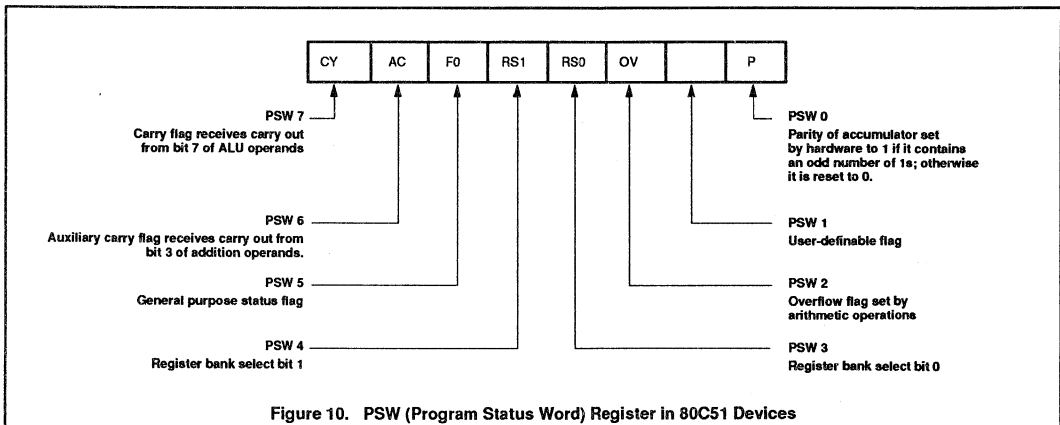 CY AC F0 RS1 RS0 OV P
PSW 7
Carry flag receives carry out
from bit 7 of ALU operands
PSW 6
Auxiliary carry flag receives carry out from
bit 3 of addition operands.
PSW 5
General purpose status flag
PSW 4
Register bank select bit 1
PSW 0
Parity of accumulator set
by hardware to 1 if it contains
an odd number of 1s; otherwise
it is reset to 0.
PSW 1
User-definable flag
PSW 2
Overflow flag set by
arithmetic operations
PSW 3
Register bank select bit 0
Figure 10. PSW (Program Status Word) Register in 80C51 Devices